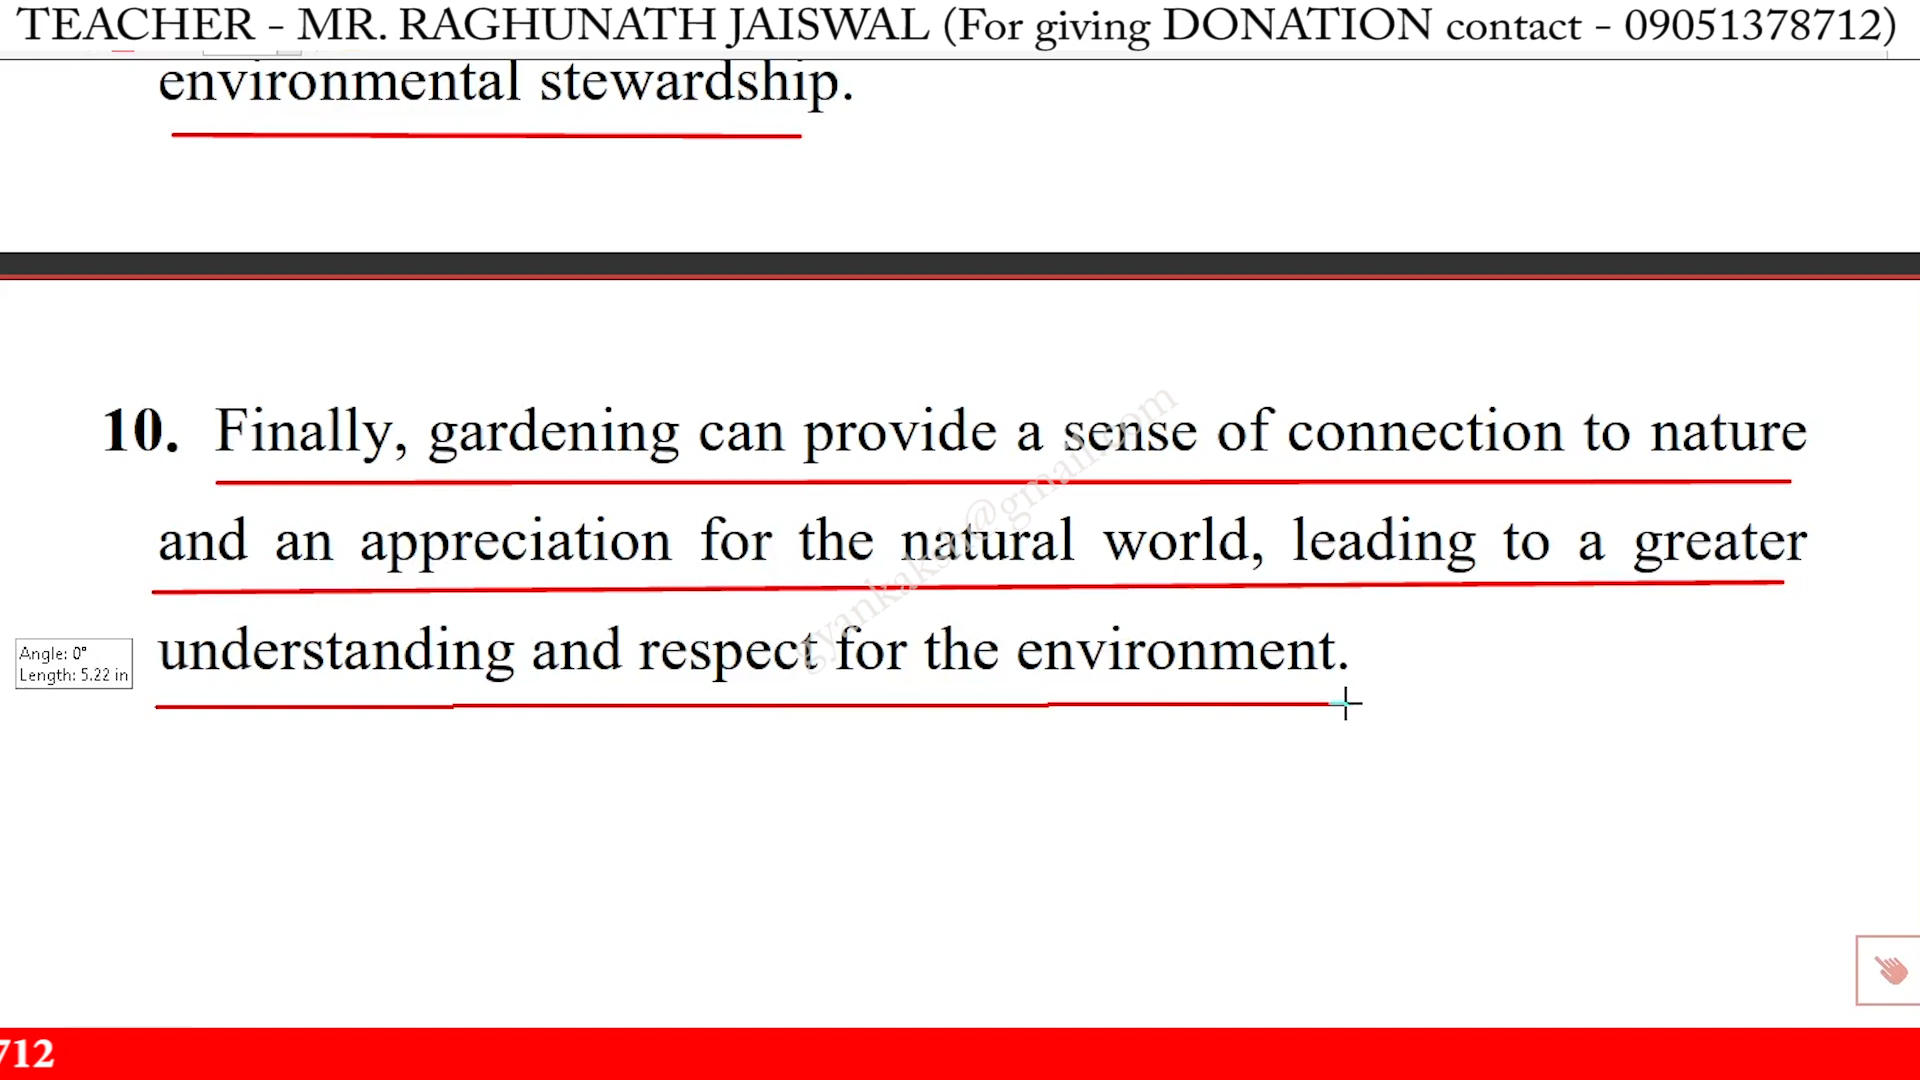 TEACHER - MR. RAGHUNATH JAISWAL (For giving DONATION contact - 09051378712)
environmental stewardship.
10. Finally, gardening can provide a sense of connection to nature
and an appreciation for the natural world, leading to a greater
understanding and respect for the environment.
Angle: 0°
Length: 5.22 in
712